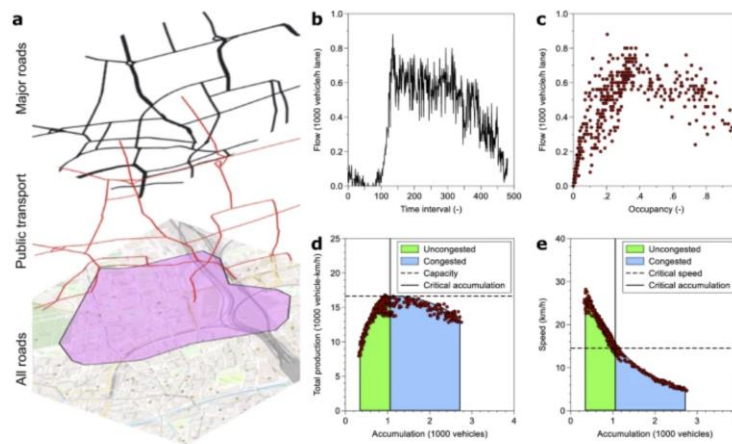 a
Major roads
Public transport
All roads
b
Flow (1000 vehicle/h lane)
1.0
0.8
0.6
0.4
0.2
0.0
0
100
200
300
400
500
Time interval (-)
c
Flow (1000 vehicle/h lane)
1.0
0.8
0.6
0.4
0.2
0.0
0
.2
.4
.6
.8
Occupancy (-)
d
Total production (1000 vehicle-km/h)
25
20
15
10
5
0
Uncongested
Congested
Capacity
Critical accumulation
0
1
2
3
4
Accumulation (1000 vehicles)
e
Speed (km/h)
40
30
20
10
0
Uncongested
Congested
Critical speed
Critical accumulation
0
1
2
3
Accumulation (1000 vehicles)